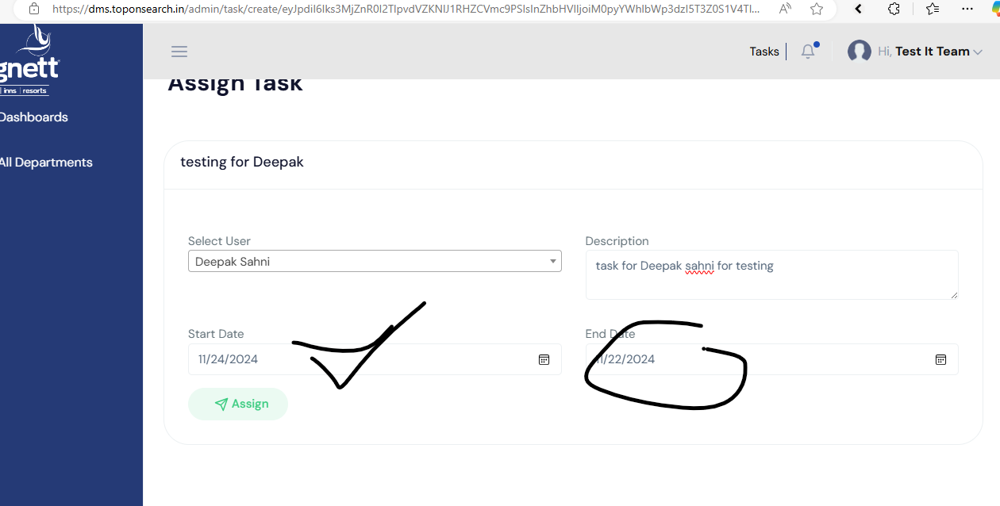 https://dms.toponsearch.in/admin/task/create/eyJpdiI6Iks3MjZnR0I2TlpvdVZKNlJ1RHZCVmc9PSIsInZhbHVlIjoiM0pyYWhIbWp3dzI5T3Z0S1V4Tl...
gnett
inns | resorts
Tasks
Hi, Test It Team
Dashboards
All Departments
Assign Task
testing for Deepak
Select User
Description
Deepak Sahni
task for Deepak sahni for testing
Start Date
End Date
11/24/2024
11/22/2024
Assign